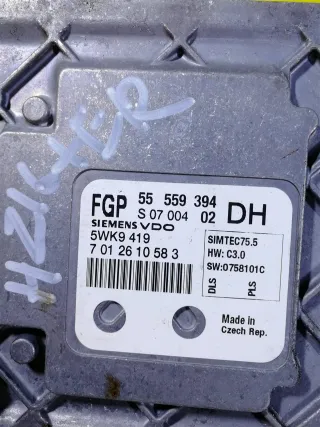 FGP 55 559 394 DH
S 07 004 02
SIEMENS VDO
5WK9 419
7 01 26 10 58 3
SIMTEC75.5
HW: C3.0
SW:0758101C
DLS
PLS
Made in
Czech Rep.